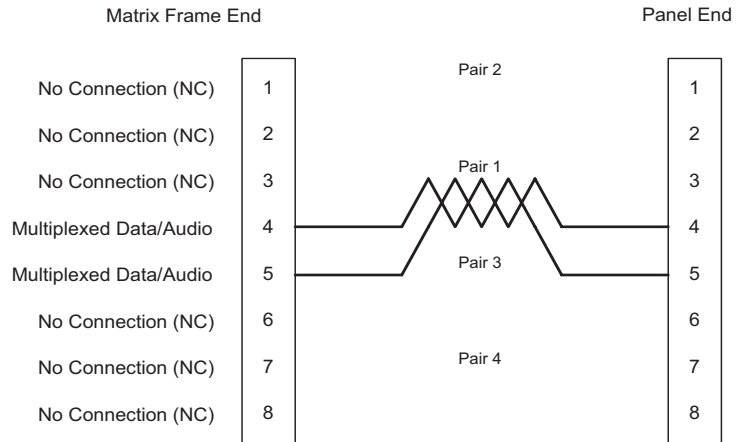 Matrix Frame End Panel End
Pair 2
No Connection (NC) 1 1
No Connection (NC) 2 2
Pair 1
No Connection (NC) 3 3
Multiplexed Data/Audio 4 4
Pair 3
Multiplexed Data/Audio 5 5
No Connection (NC) 6 6
Pair 4
No Connection (NC) 7 7
No Connection (NC) 8 8